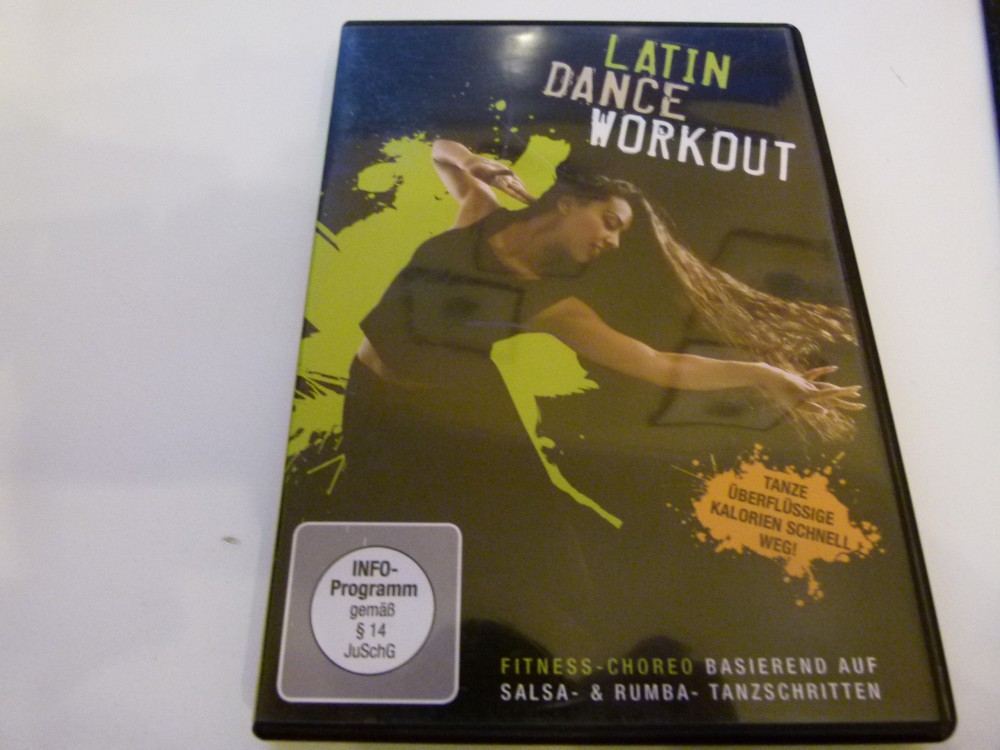 LATIN
DANCE
WORKOUT
TANZE
ÜBERFLÜSSIGE
KALORIEN SCHNELL
WEG!
INFO-
Programm
gemäß
§ 14
JuSchG
FITNESS-CHOREO BASIEREND AUF
SALSA- & RUMBA- TANZSCHRITTEN